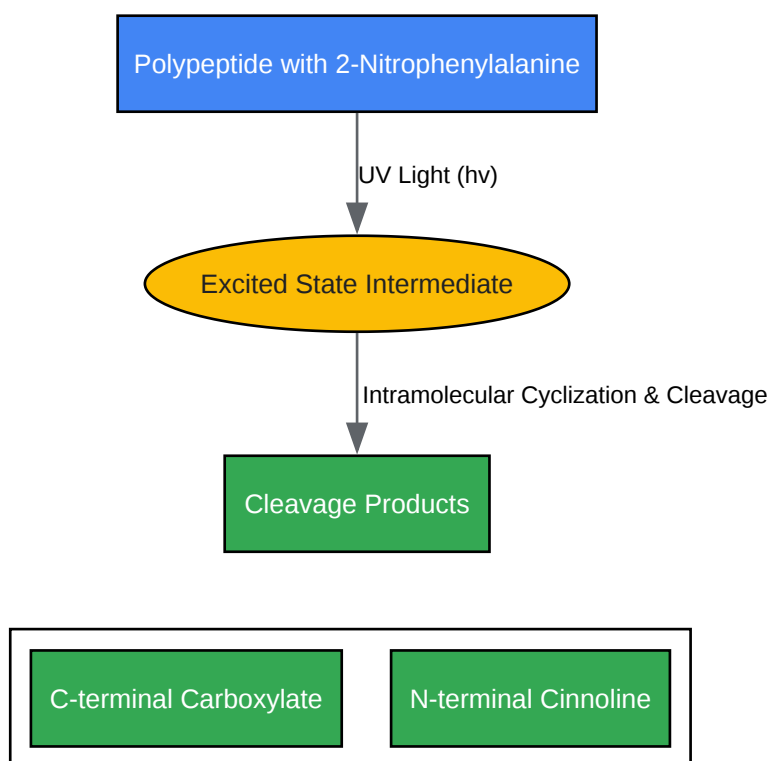 Polypeptide with 2-Nitrophenylalanine
UV Light (hv)
Excited State Intermediate
Intramolecular Cyclization & Cleavage
Cleavage Products
C-terminal Carboxylate
N-terminal Cinnoline